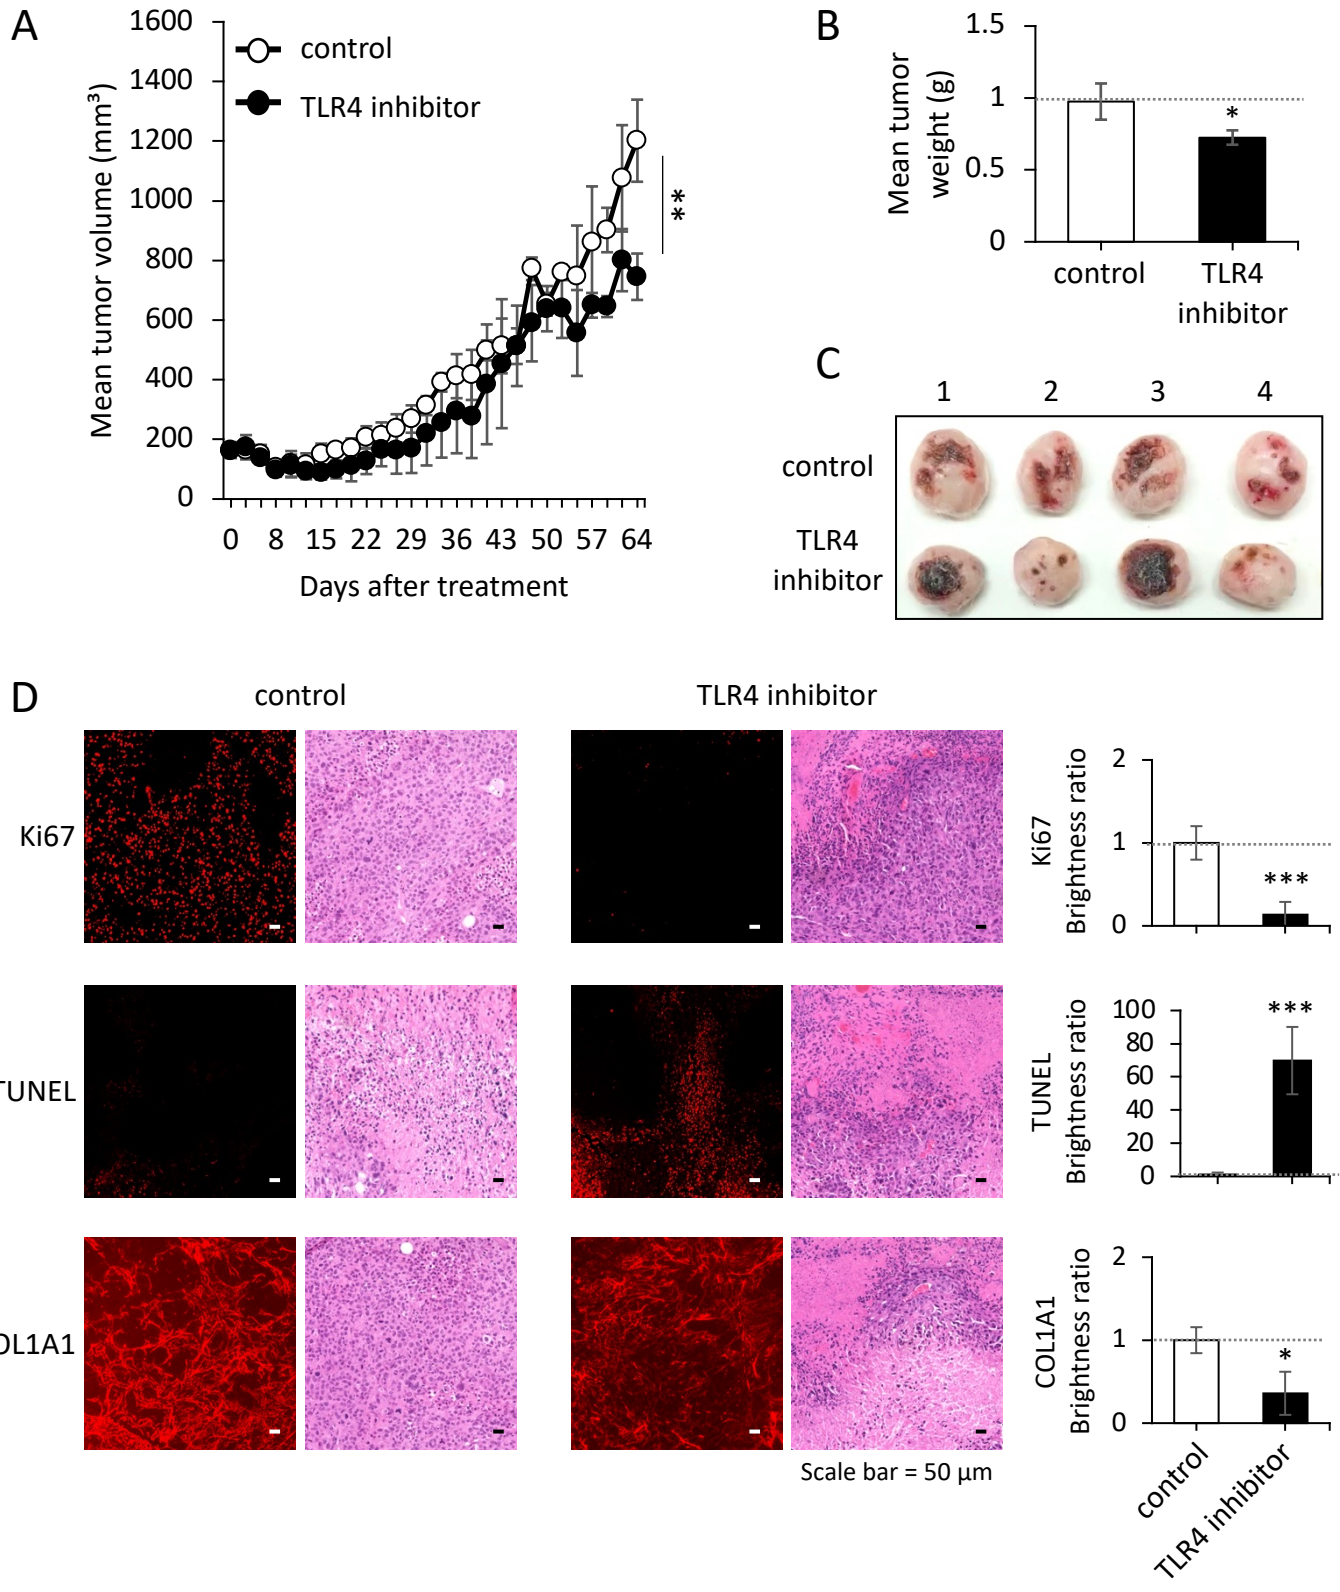 A
1600
1400
1200
1000
800
600
400
200
0
Mean tumor volume (mm³)
control
TLR4 inhibitor
**
0 8 15 22 29 36 43 50 57 64
Days after treatment
B
1.5
1
0.5
0
Mean tumor
weight (g)
*
control
TLR4
inhibitor
C
1 2 3 4
control
TLR4
inhibitor
D
control
TLR4 inhibitor
Ki67
Ki67
Brightness ratio
2
1
0
***
TUNEL
TUNEL
Brightness ratio
100
80
60
40
20
0
***
OL1A1
COL1A1
Brightness ratio
2
1
0
*
control
TLR4 inhibitor
Scale bar = 50 µm